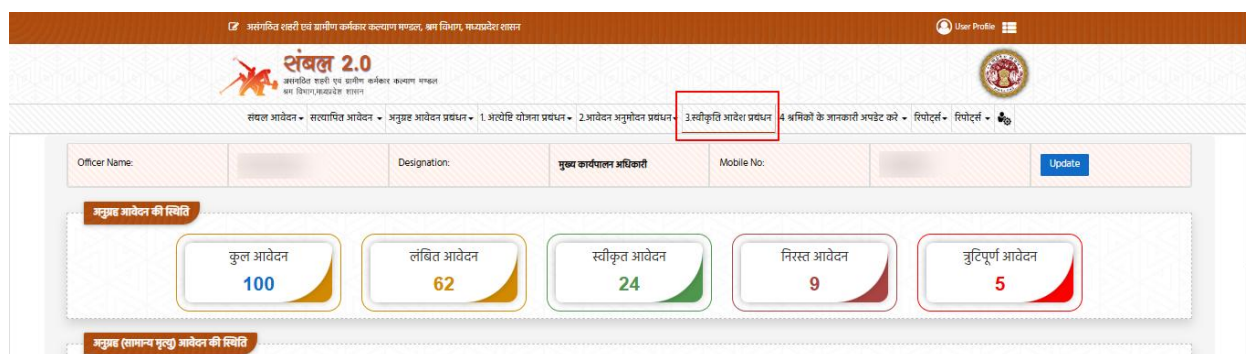 असंगठित शहरी एवं ग्रामीण कर्मकार कल्याण मण्डल, श्रम विभाग, मध्यप्रदेश शासन User Profile
संबल 2.0
असंगठित शहरी एवं ग्रामीण कर्मकार कल्याण मण्डल
श्रम विभाग,मध्यप्रदेश शासन
संबल आवेदन सत्यापित आवेदन अनुग्रह आवेदन प्रबंधन 1. अंत्येष्टि योजना प्रबंधन 2.आवेदन अनुमोदन प्रबंधन 3.स्वीकृति आदेश प्रबंधन 4 श्रमिकों के जानकारी अपडेट करे रिपोर्ट्स रिपोर्ट्स
Officer Name: Designation: मुख्य कार्यपालन अधिकारी Mobile No: Update
अनुग्रह आवेदन की स्थिति
कुल आवेदन लंबित आवेदन स्वीकृत आवेदन निरस्त आवेदन त्रुटिपूर्ण आवेदन
100 62 24 9 5
अनुग्रह (सामान्य मृत्यु) आवेदन की स्थिति